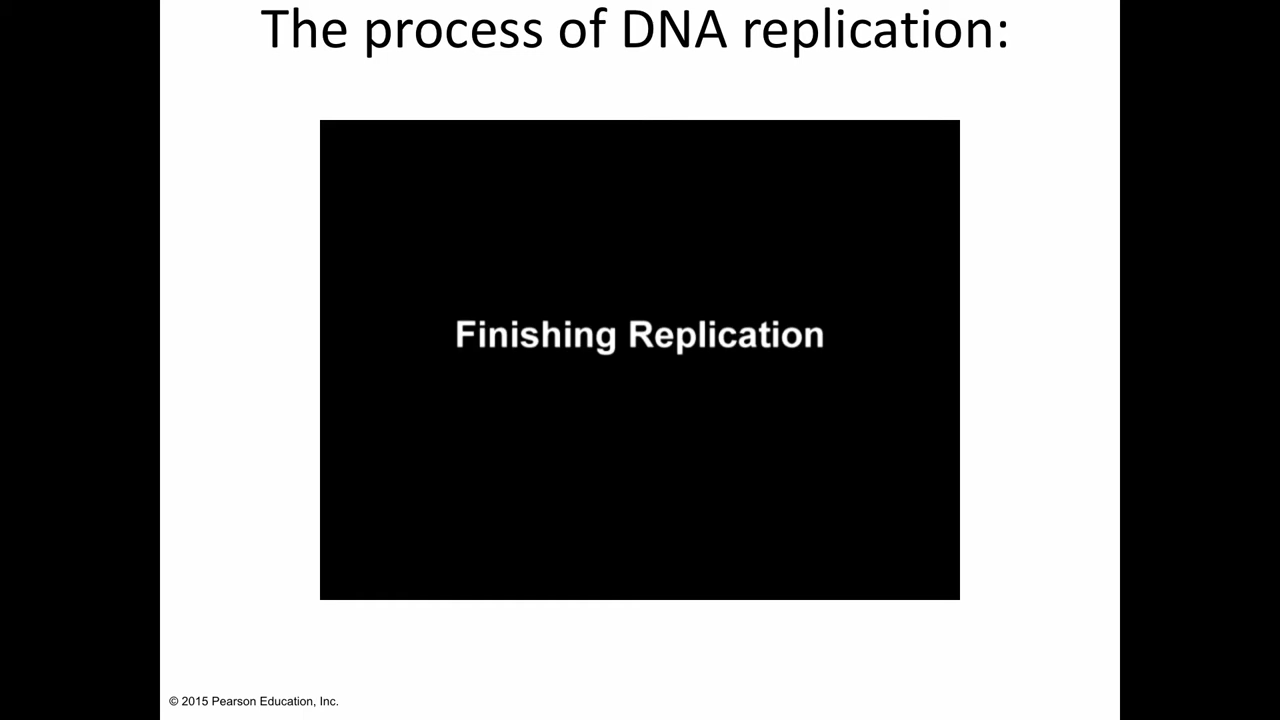 The process of DNA replication:
Finishing Replication
© 2015 Pearson Education, Inc.